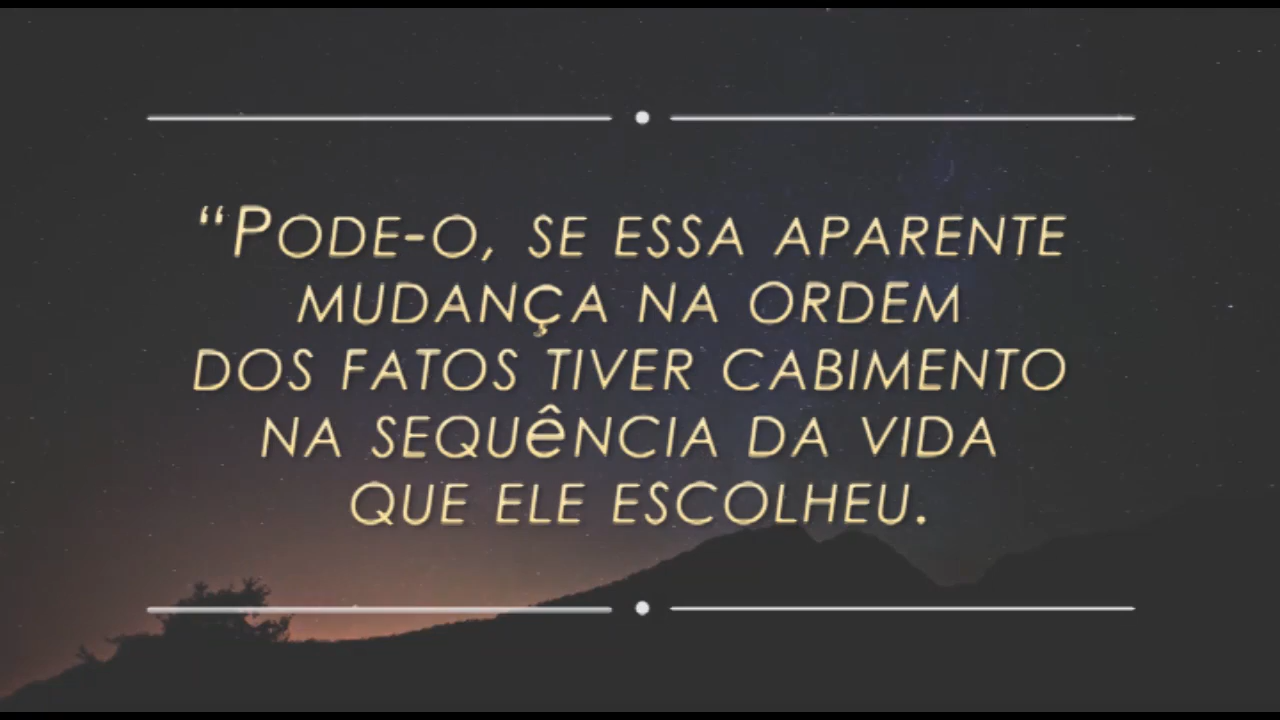 “Pode-o, se essa aparente
mudança na ordem
dos fatos tiver cabimento
na sequência da vida
que ele escolheu.